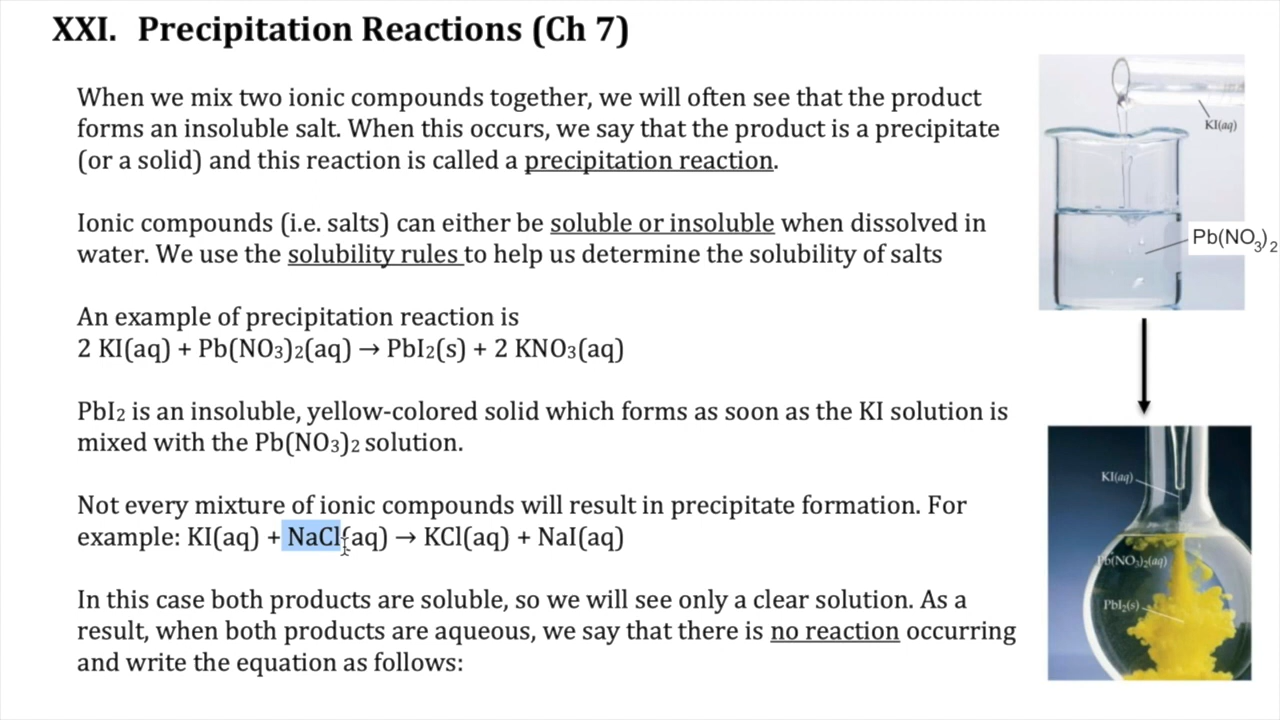 XXI. Precipitation Reactions (Ch 7)
When we mix two ionic compounds together, we will often see that the product
forms an insoluble salt. When this occurs, we say that the product is a precipitate
(or a solid) and this reaction is called a precipitation reaction.
Ionic compounds (i.e. salts) can either be soluble or insoluble when dissolved in
water. We use the solubility rules to help us determine the solubility of salts
An example of precipitation reaction is
2 KI(aq) + Pb(NO₃)₂(aq) → PbI₂(s) + 2 KNO₃(aq)
PbI₂ is an insoluble, yellow-colored solid which forms as soon as the KI solution is
mixed with the Pb(NO₃)₂ solution.
Not every mixture of ionic compounds will result in precipitate formation. For
example: KI(aq) + NaCl(aq) → KCl(aq) + NaI(aq)
In this case both products are soluble, so we will see only a clear solution. As a
result, when both products are aqueous, we say that there is no reaction occurring
and write the equation as follows:
KI(aq)
Pb(NO₃)₂
KI(aq)
Pb(NO₃)₂(aq)
PbI₂(s)